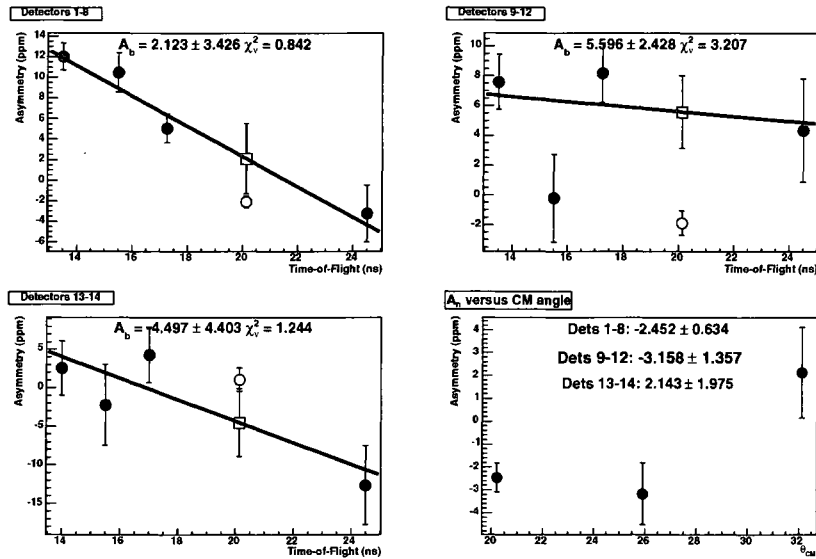 Detectors 1-8
A_b = 2.123 ± 3.426 χ_ν^2 = 0.842
Asymmetry (ppm)
14
12
10
8
6
4
2
0
-2
-4
-6
14 16 18 20 22 24
Time-of-Flight (ns)
Detectors 9-12
A_b = 5.596 ± 2.428 χ_ν^2 = 3.207
Asymmetry (ppm)
12
10
8
6
4
2
0
-2
14 16 18 20 22 24
Time-of-Flight (ns)
Detectors 13-14
A_b = -4.497 ± 4.403 χ_ν^2 = 1.244
Asymmetry (ppm)
5
0
-5
-10
-15
14 16 18 20 22 24
Time-of-Flight (ns)
A_n versus CM angle
Dets 1-8: -2.452 ± 0.634
Dets 9-12: -3.158 ± 1.357
Dets 13-14: 2.143 ± 1.975
Asymmetry (ppm)
4
3
2
1
0
-1
-2
-3
-4
20 22 24 26 28 30 32
θ_CM